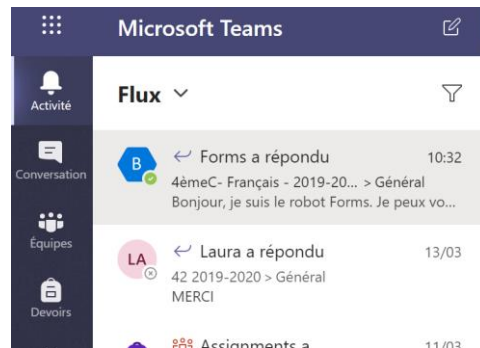 Microsoft Teams
Activité
Flux
Conversation
B
Forms a répondu 10:32
4èmeC- Français - 2019-20... > Général
Bonjour, je suis le robot Forms. Je peux vo...
Équipes
LA
Laura a répondu 13/03
42 2019-2020 > Général
MERCI
Devoirs
Assignments a 11/03